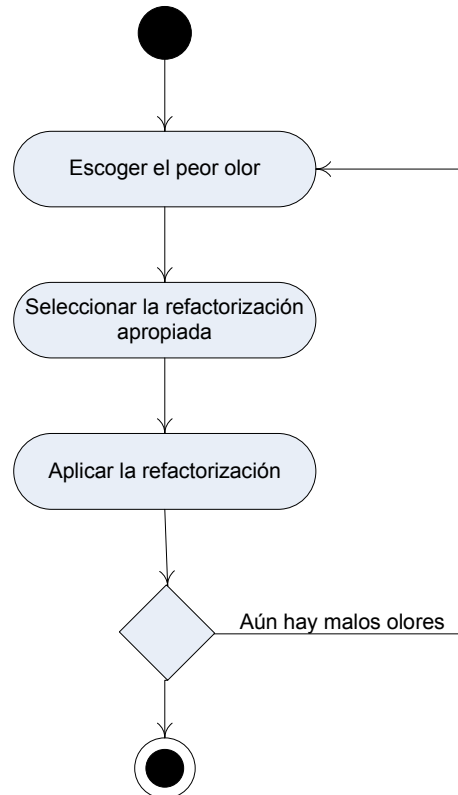 Escoger el peor olor
Seleccionar la refactorización
apropiada
Aplicar la refactorización
Aún hay malos olores